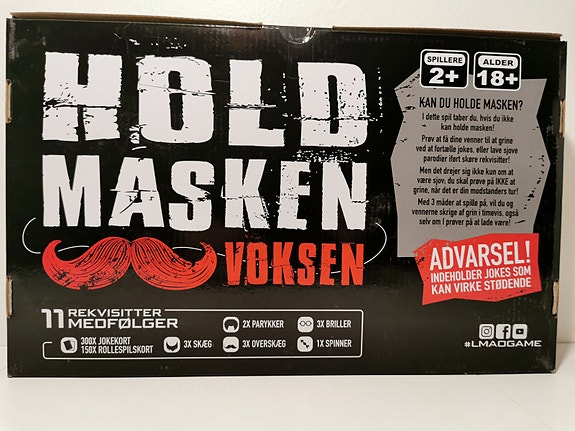 HOLD
MASKEN
VOKSEN
SPILLERE
2+
ALDER
18+
KAN DU HOLDE MASKEN?
I dette spil taber du, hvis du ikke
kan holde masken!
Prøv at få dine venner til at grine
ved at fortælle jokes, eller lave sjove
parodier iført skøre rekvisitter!
Men det drejer sig ikke kun om at
være sjov; du skal prøve på IKKE at
grine, når det er din modstanders tur!
Med 3 måder at spille på, vil du og
vennerne skrige af grin i timevis, også
selv om I prøver på at lade være!
ADVARSEL!
INDEHOLDER JOKES SOM
KAN VIRKE STØDENDE
11 REKVISITTER
MEDFØLGER
2X PARYKKER
3X BRILLER
300X JOKEKORT
150X ROLLESPILSKORT
3X SKÆG
3X OVERSKÆG
1X SPINNER
#LMAOGAME